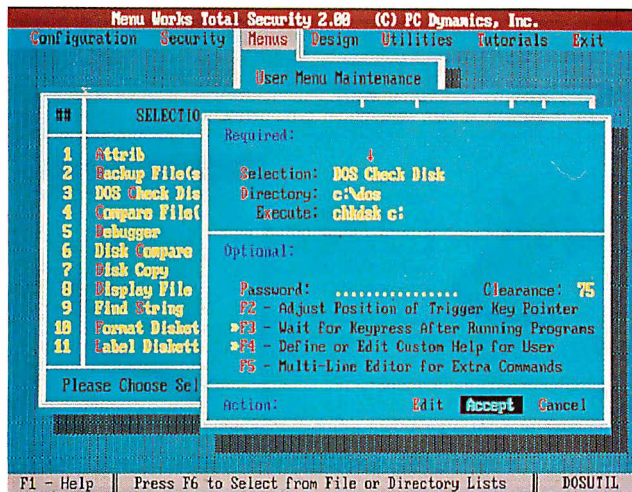 Menu Works Total Security 2.00 (C) PC Dynamics, Inc.
Configuration Security Menus Design Utilities Tutorials Exit
User Menu Maintenance
## SELECTIO
1 Attrib
2 Backup File(s
3 DOS Check Dis
4 Compare File(
5 Debugger
6 Disk Compare
7 Disk Copy
8 Display File
9 Find String
10 Format Disket
11 Label Diskett
Please Choose Sel
Required:
↓
Selection: DOS Check Disk
Directory: c:\dos
Execute: chkdsk c:
Optional:
Password: ................ Clearance: 75
F2 - Adjust Position of Trigger Key Pointer
»F3 - Wait for Keypress After Running Programs
»F4 - Define or Edit Custom Help for User
F5 - Multi-Line Editor for Extra Commands
Action: Edit Accept Cancel
F1 - Help ║ Press F6 to Select from File or Directory Lists ║ DOSUTIL